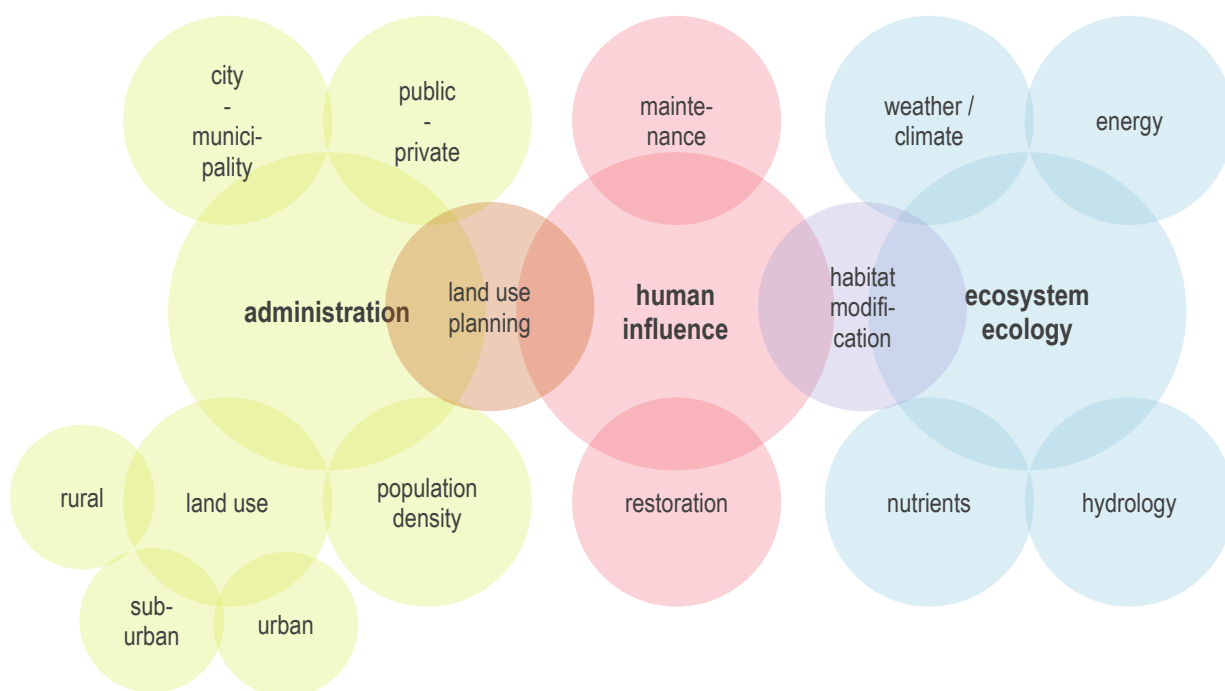 city
-
munici-
pality
public
-
private
mainte-
nance
weather /
climate
energy
administration
land use
planning
human
influence
habitat
modifi-
cation
ecosystem
ecology
rural
land use
population
density
restoration
nutrients
hydrology
sub-
urban
urban